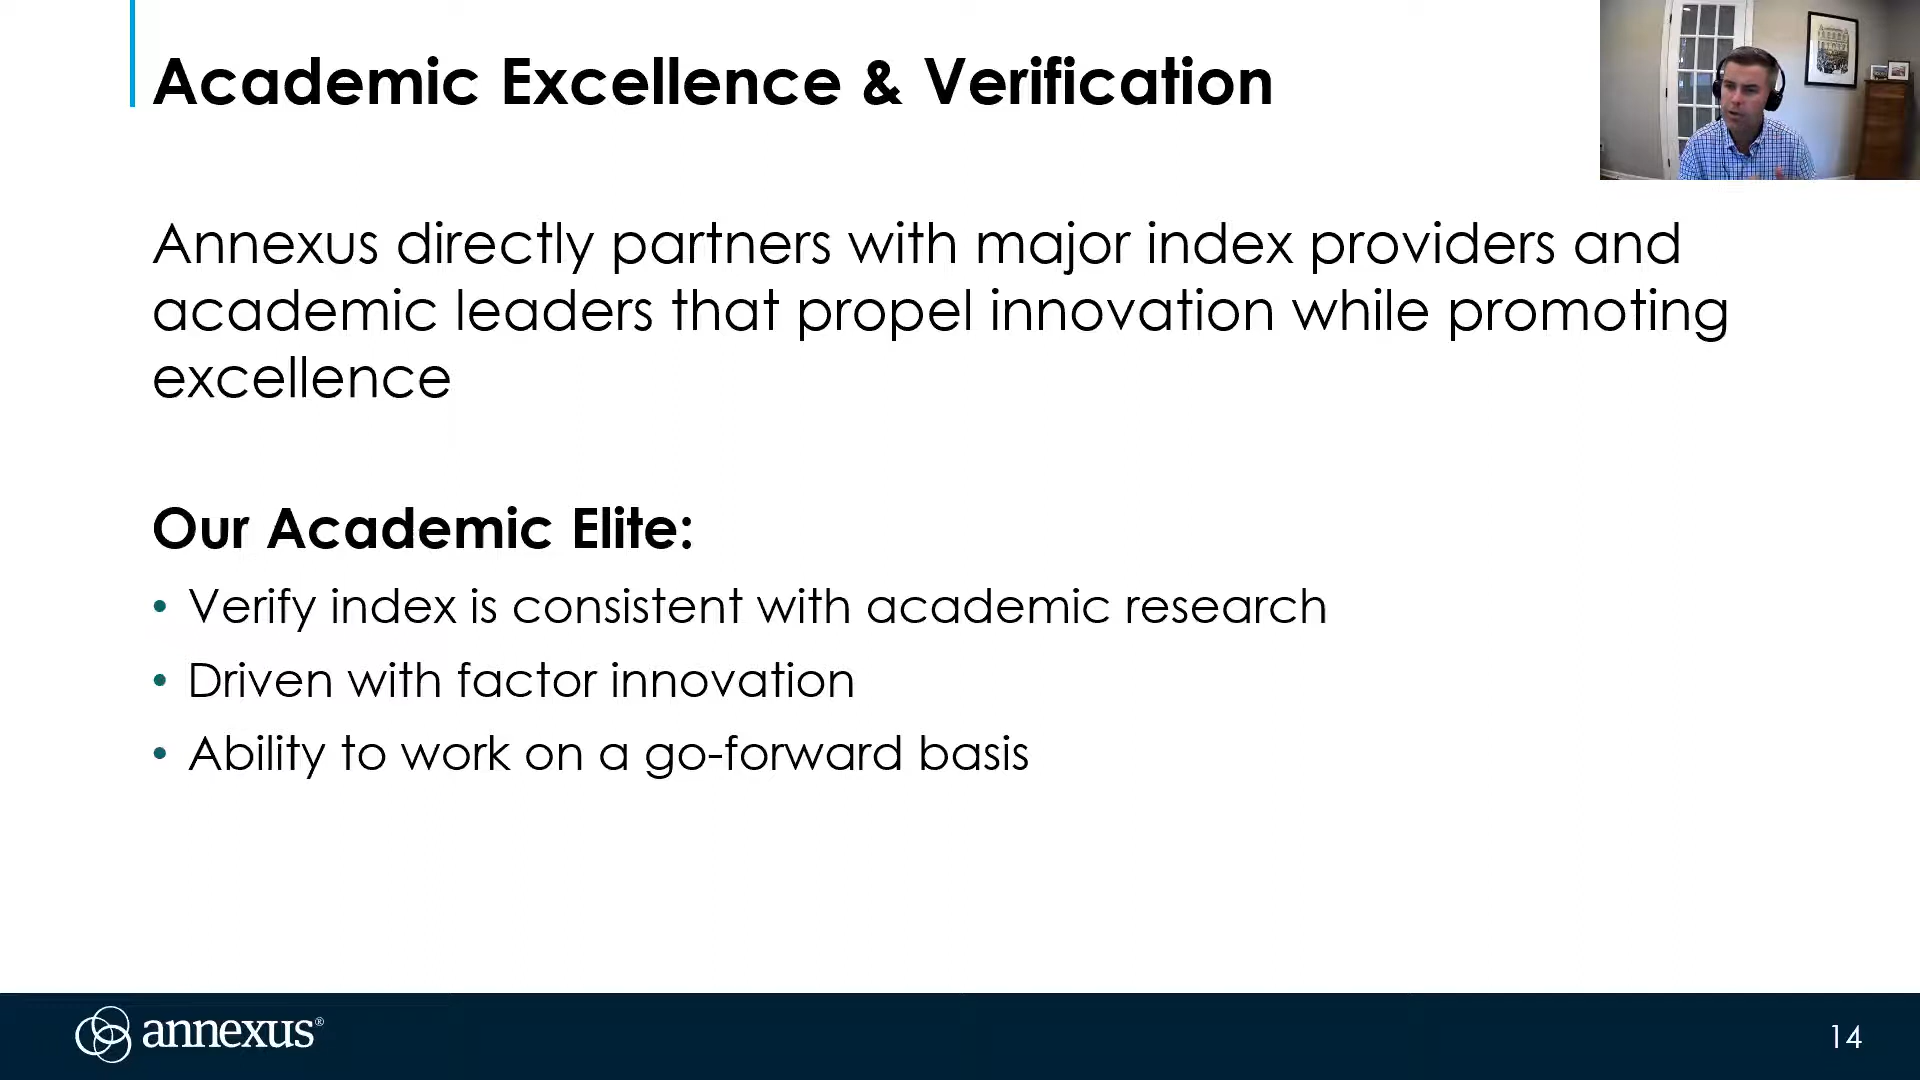 Academic Excellence & Verification
Annexus directly partners with major index providers and
academic leaders that propel innovation while promoting
excellence
Our Academic Elite:
• Verify index is consistent with academic research
• Driven with factor innovation
• Ability to work on a go-forward basis
annexus®
14